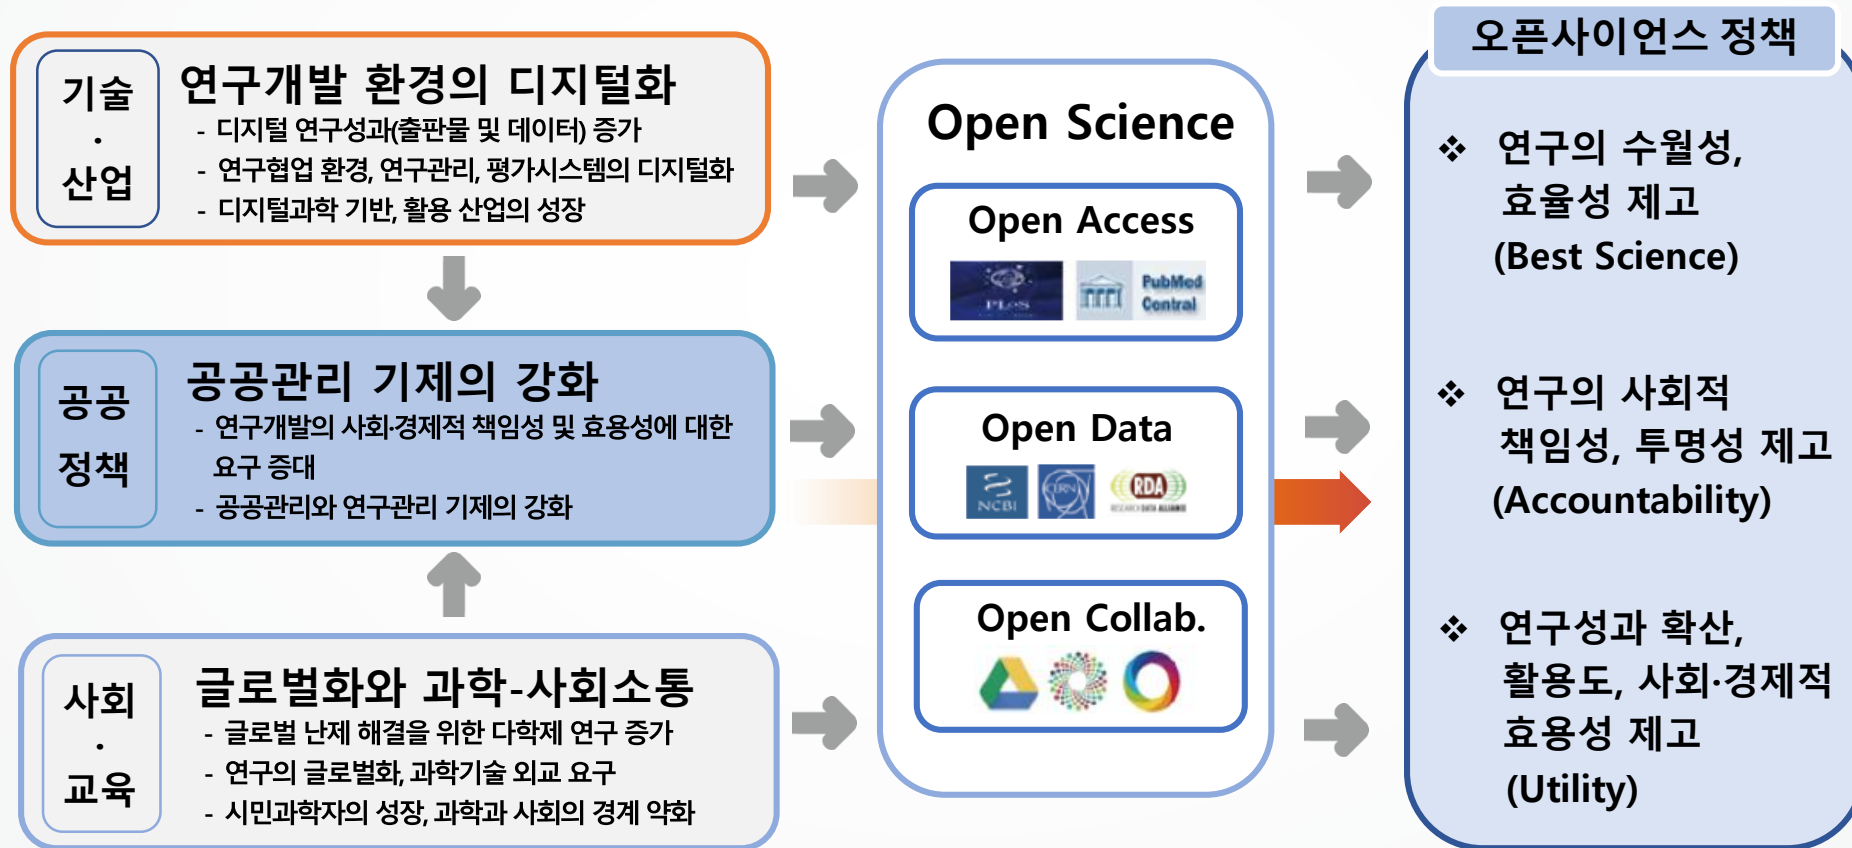 기술
·
산업
연구개발 환경의 디지털화
- 디지털 연구성과(출판물 및 데이터) 증가
- 연구협업 환경, 연구관리, 평가시스템의 디지털화
- 디지털과학 기반, 활용 산업의 성장
공공
정책
공공관리 기제의 강화
- 연구개발의 사회·경제적 책임성 및 효용성에 대한
요구 증대
- 공공관리와 연구관리 기제의 강화
사회
·
교육
글로벌화와 과학-사회소통
- 글로벌 난제 해결을 위한 다학제 연구 증가
- 연구의 글로벌화, 과학기술 외교 요구
- 시민과학자의 성장, 과학과 사회의 경계 약화
Open Science
Open Access
PLoS
PubMed
Central
Open Data
NCBI
CERN
RDA
RESEARCH DATA ALLIANCE
Open Collab.
오픈사이언스 정책
❖ 연구의 수월성,
효율성 제고
(Best Science)
❖ 연구의 사회적
책임성, 투명성 제고
(Accountability)
❖ 연구성과 확산,
활용도, 사회·경제적
효용성 제고
(Utility)